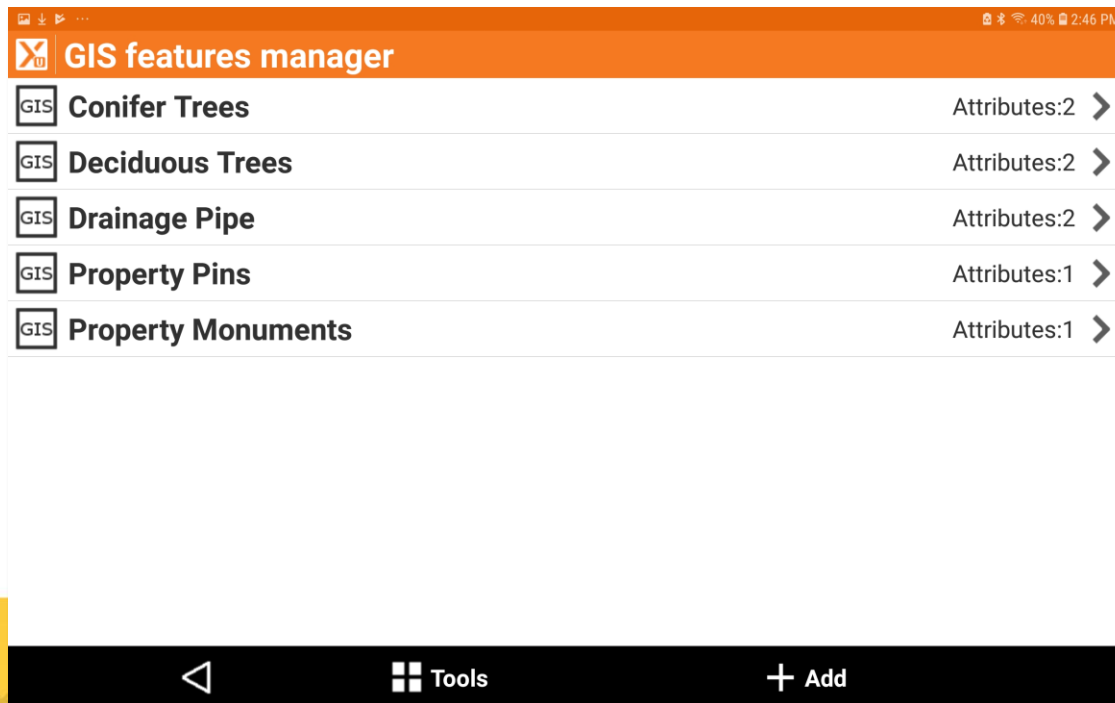 ··· 40% 2:46 PM
X U GIS features manager
GIS Conifer Trees Attributes:2
GIS Deciduous Trees Attributes:2
GIS Drainage Pipe Attributes:2
GIS Property Pins Attributes:1
GIS Property Monuments Attributes:1
Tools + Add